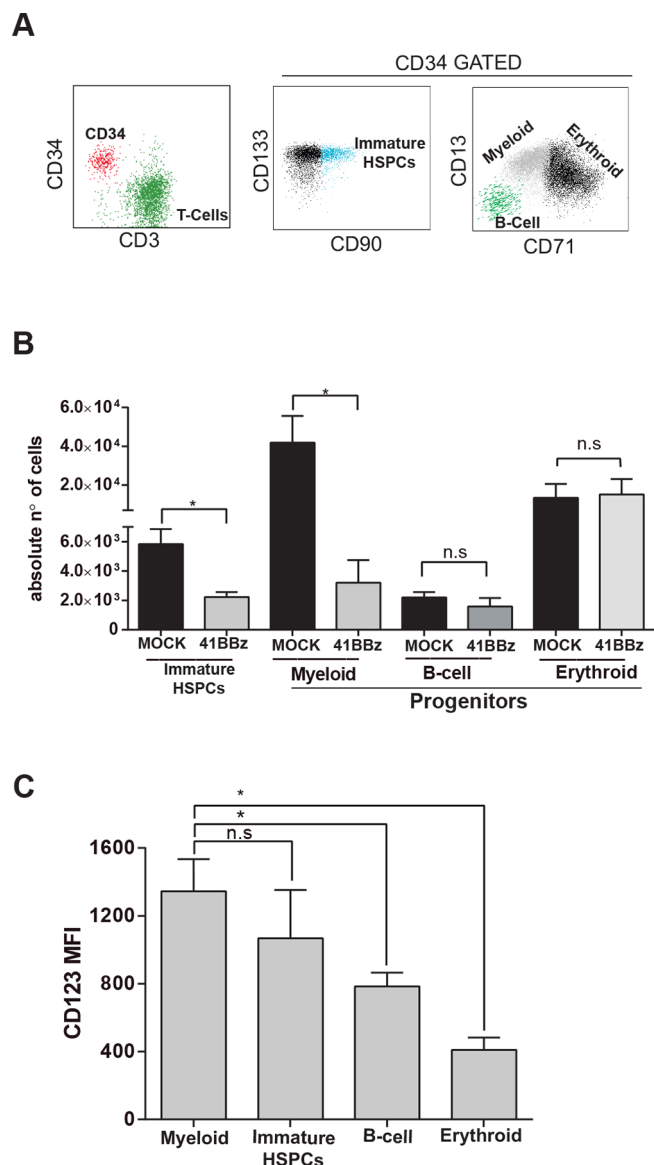 A
CD34 GATED
CD34
CD34
T-Cells
CD3
CD133
Immature
HSPCs
CD90
CD13
Myeloid
Erythroid
B-Cell
CD71
B
absolute n° of cells
6.0×10⁴
4.0×10⁴
2.0×10⁴
6.0×10³
4.0×10³
2.0×10³
0
*
*
n.s
n.s
MOCK 41BBz MOCK 41BBz MOCK 41BBz MOCK 41BBz
Immature
HSPCs
Myeloid B-cell Erythroid
Progenitors
C
*
*
n.s
CD123 MFI
1600
1200
800
400
0
Myeloid Immature
HSPCs
B-cell Erythroid